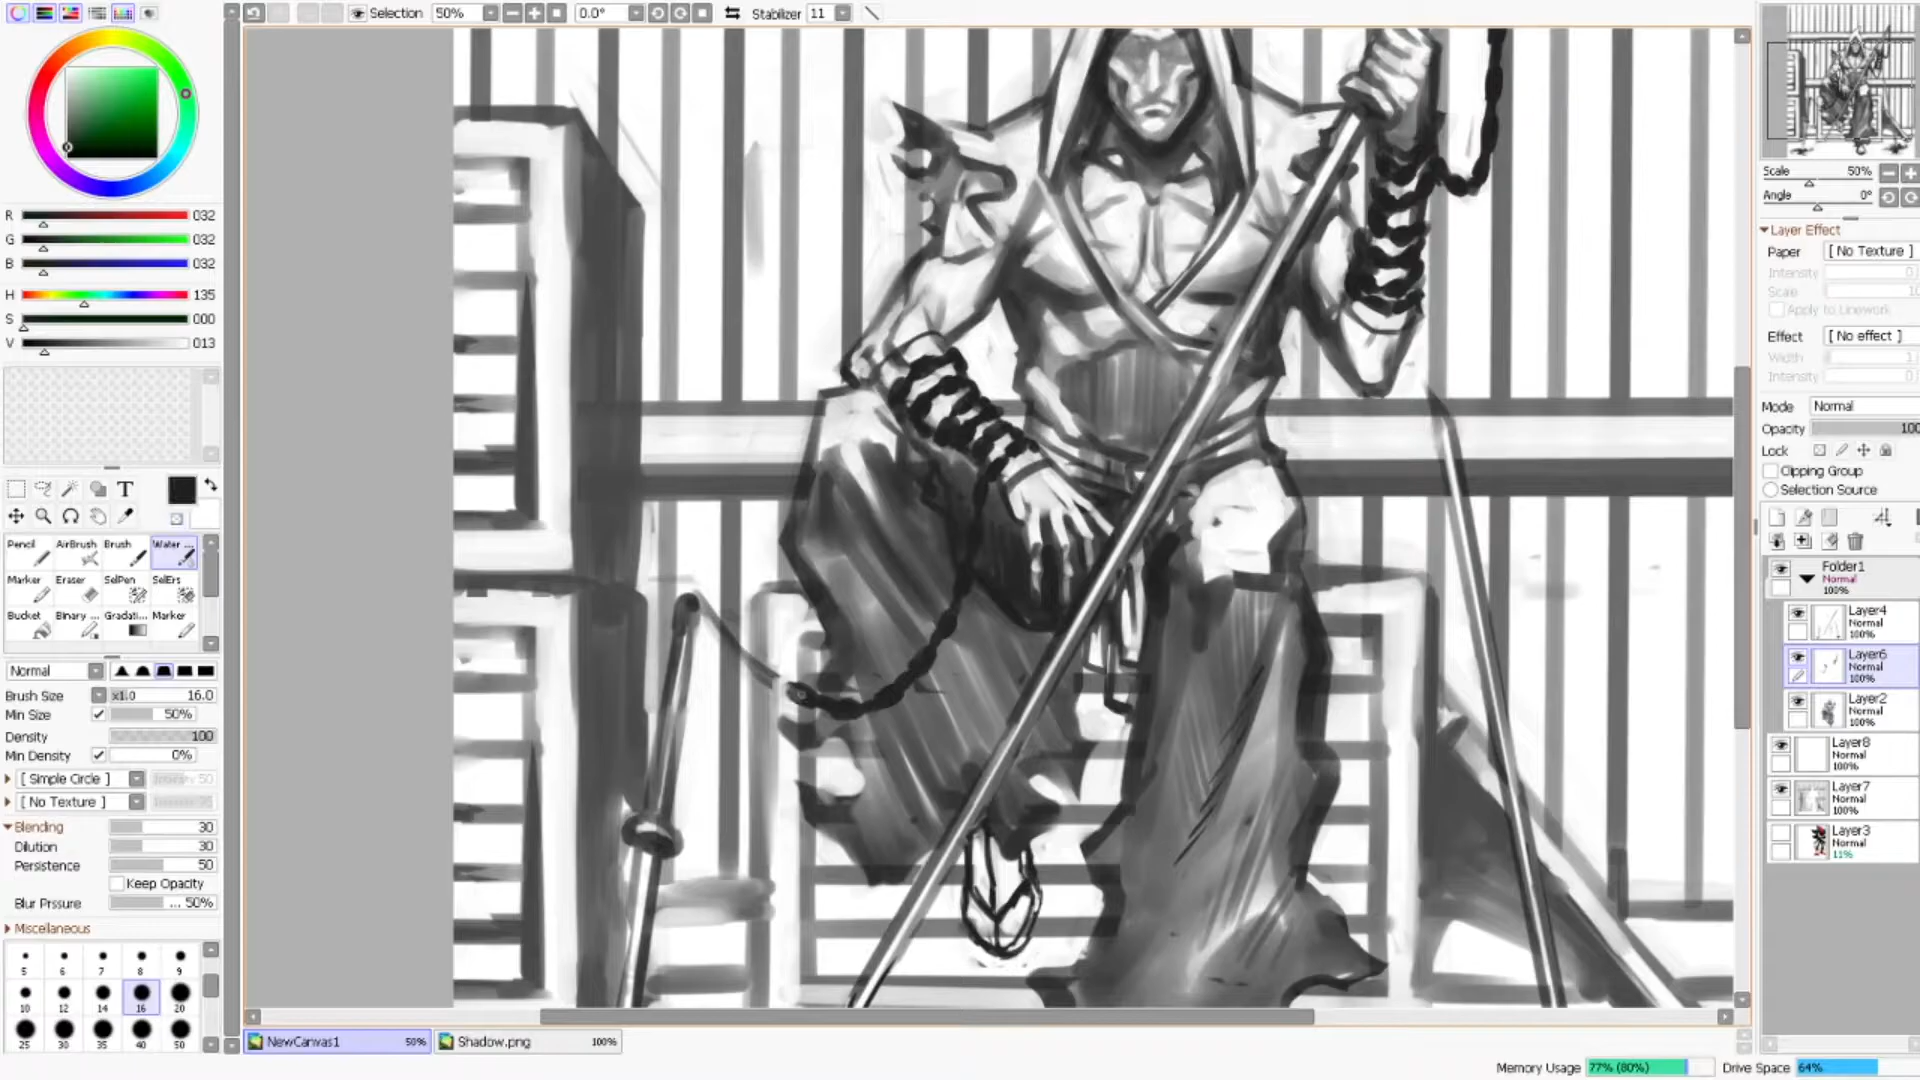 Selection 50% 0.0° Stabilizer 11
R 032
G 032
B 032
H 135
S 000
V 013
T
Pencil AirBrush Brush Water ...
Marker Eraser SelPen SelErs
Bucket Binary ... Gradati... Marker
Normal
Brush Size x1.0 16.0
Min Size 50%
Density 100
Min Density 0%
[ Simple Circle ] Intensity 50
[ No Texture ]
Blending 30
Dilution 30
Persistence 50
Keep Opacity
Blur Prssure ... 50%
Miscellaneous
5 6 7 8 9
10 12 14 16 20
25 30 35 40 50
NewCanvas1 50% Shadow.png 100%
Scale 50%
Angle 0°
Layer Effect
Paper [ No Texture ]
Intensity
Scale
Apply to Linework
Effect [ No effect ]
Width
Intensity
Mode Normal
Opacity 100
Lock
Clipping Group
Selection Source
Folder1
Normal
100%
Layer4
Normal
100%
Layer6
Normal
100%
Layer2
Normal
100%
Layer8
Normal
100%
Layer7
Normal
100%
Layer3
Normal
11%
Memory Usage 77% (80%) Drive Space 64%